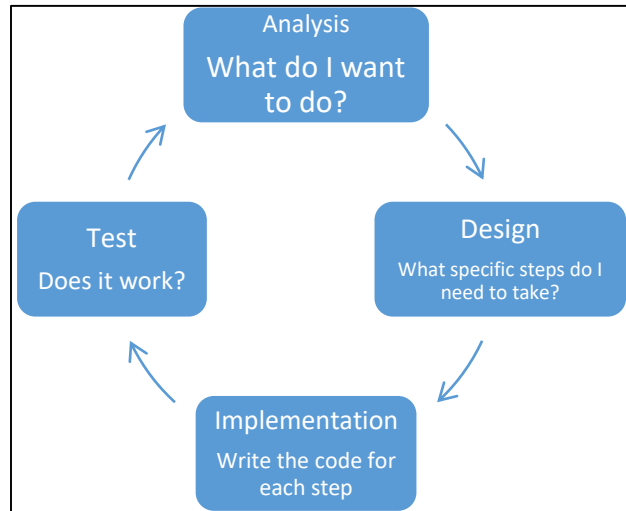 Analysis
What do I want
to do?
Test
Does it work?
Design
What specific steps do I
need to take?
Implementation
Write the code for
each step